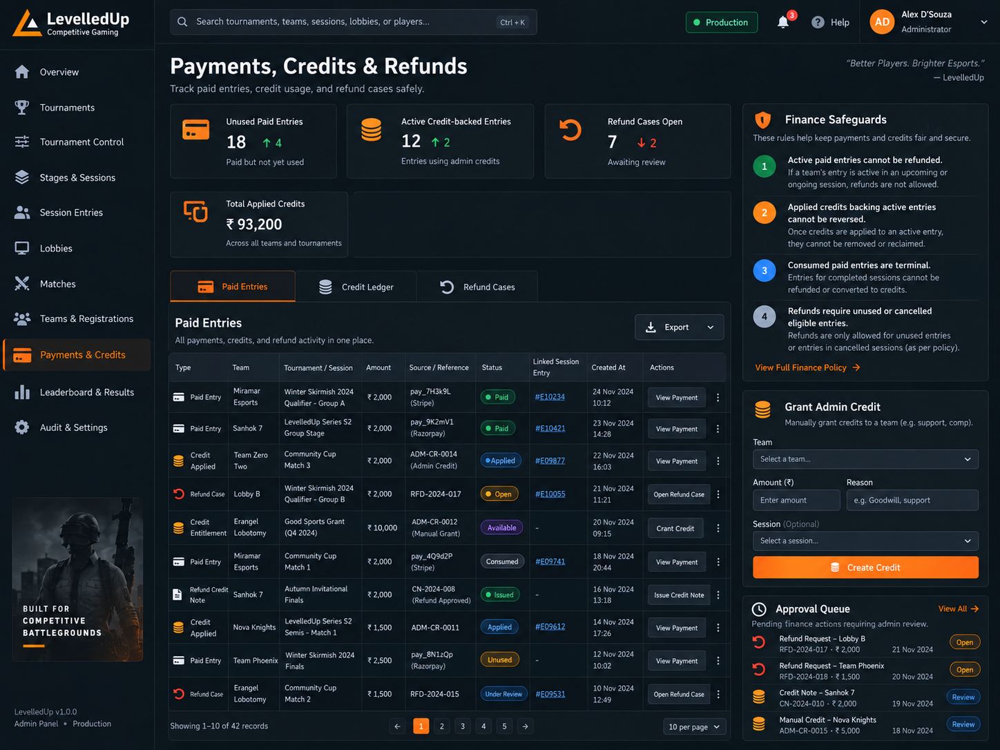 LevelledUp
Competitive Gaming
Search tournaments, teams, sessions, lobbies, or players...
Ctrl + K
Production
3
Help
AD
Alex D'Souza
Administrator
Overview
Tournaments
Tournament Control
Stages & Sessions
Session Entries
Lobbies
Matches
Teams & Registrations
Payments & Credits
Leaderboard & Results
Audit & Settings
BUILT FOR
COMPETITIVE
BATTLEGROUNDS
LevelledUp v1.0.0
Admin Panel • Production
Payments, Credits & Refunds
Track paid entries, credit usage, and refund cases safely.
"Better Players. Brighter Esports."
— LevelledUp
Unused Paid Entries
18 ↑ 4
Paid but not yet used
Active Credit-backed Entries
12 ↑ 2
Entries using admin credits
Refund Cases Open
7 ↓ 2
Awaiting review
Total Applied Credits
₹ 93,200
Across all teams and tournaments
Paid Entries
Credit Ledger
Refund Cases
Paid Entries
All payments, credits, and refund activity in one place.
Export
Type Team Tournament / Session Amount Source / Reference Status Linked Session Entry Created At Actions
Paid Entry Miramar Esports Winter Skirmish 2024 Qualifier - Group A ₹ 2,000 pay_7H3k9L (Stripe) Paid #E10234 24 Nov 2024 10:12 View Payment
Paid Entry Sanhok 7 LevelledUp Series S2 Group Stage ₹ 2,000 pay_9K2mV1 (Razorpay) Paid #E10421 23 Nov 2024 14:28 View Payment
Credit Applied Team Zero Two Community Cup Match 3 ₹ 2,000 ADM-CR-0014 (Admin Credit) Applied #E09877 22 Nov 2024 16:03 View Payment
Refund Case Lobby B Winter Skirmish 2024 Qualifier - Group B ₹ 2,000 RFD-2024-017 Open #E10055 21 Nov 2024 11:21 Open Refund Case
Credit Entitlement Erangel Lobotomy Good Sports Grant (Q4 2024) ₹ 10,000 ADM-CR-0012 (Manual Grant) Available - 20 Nov 2024 09:15 Crant Credit
Paid Entry Miramar Esports Community Cup Match 1 ₹ 2,000 pay_4Q9d2P (Stripe) Consumed #E09741 18 Nov 2024 20:44 View Payment
Refund Credit Note Sanhok 7 Autumn Invitational Finals ₹ 2,000 CN-2024-008 (Refund Approved) Issued - 16 Nov 2024 13:18 Issue Credit Note
Credit Applied Nova Knights LevelledUp Series S2 Semis - Match 1 ₹ 1,500 ADM-CR-0011 Applied #E09612 14 Nov 2024 17:26 View Payment
Paid Entry Team Phoenix Winter Skirmish 2024 Finals ₹ 2,500 pay_8N1zQp (Razorpay) Unused - 12 Nov 2024 10:02 View Payment
Refund Case Erangel Lobotomy Community Cup Match 2 ₹ 1,500 RFD-2024-015 Under Review #E09531 10 Nov 2024 12:49 Open Refund Case
Showing 1–10 of 42 records
← 1 2 3 4 5 →
10 per page
Finance Safeguards
These rules help keep payments and credits fair and secure.
1
Active paid entries cannot be refunded.
If a team's entry is active in an upcoming or
ongoing session, refunds are not allowed.
2
Applied credits backing active entries
cannot be reversed.
Once credits are applied to an active entry,
they cannot be removed or reclaimed.
3
Consumed paid entries are terminal.
Entries for completed sessions cannot be
refunded or converted to credits.
4
Refunds require unused or cancelled
eligible entries.
Refunds are only allowed for unused entries
or entries in cancelled sessions (as per policy).
View Full Finance Policy →
Grant Admin Credit
Manually grant credits to a team (e.g. support, comp).
Team
Select a team...
Amount (₹) Reason
Enter amount e.g. Goodwill, support
Session (Optional)
Select a session...
Create Credit
Approval Queue
View All →
Pending finance actions requiring admin review.
Refund Request – Lobby B
RFD-2024-017 • ₹ 2,000 21 Nov 2024 Open
Refund Request – Team Phoenix
RFD-2024-018 • ₹ 1,500 20 Nov 2024 Open
Credit Note – Sanhok 7
CN-2024-010 • ₹ 2,000 19 Nov 2024 Review
Manual Credit – Nova Knights
ADM-CR-0015 • ₹ 5,000 18 Nov 2024 Review